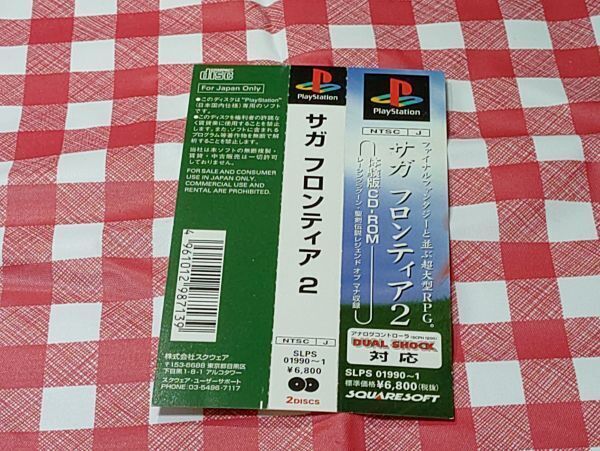 disc
For Japan Only
●このディスクは"PlayStation"
(日本国内仕様)専用のソフト
です。
●このディスクを権利者の許諾な
く賃貸業に使用することを禁止
します。また、ソフトに含まれる
プログラム等著作物を無断で解
析することを禁止します。
当社は本ソフトの無断複製・
賃貸・中古販売は一切許可
しておりません。
FOR SALE AND CONSUMER
USE IN JAPAN ONLY.
COMMERCIAL USE AND
RENTAL ARE PROHIBITED.
4961012987139
株式会社スクウェア
〒153-8688 東京都目黒区
下目黒1-8-1 アルコタワー
スクウェア・ユーザーサポート
PHONE:03-5496-7117
PlayStation
サガ フロンティア 2
NTSC J
SLPS
01990~1
¥6,800
2DISCS
PlayStation
NTSC J
ファイナルファンタジーと並ぶ超大型RPG。
サガ フロンティア2
体験版CD-ROM
レーシングラグーン・聖剣伝説レジェンド オブ マナ収録
アナログコントローラ(SCPH-1200)
DUAL SHOCK
対応
SLPS 01990~1
標準価格¥6,800(税抜)
SQUARESOFT